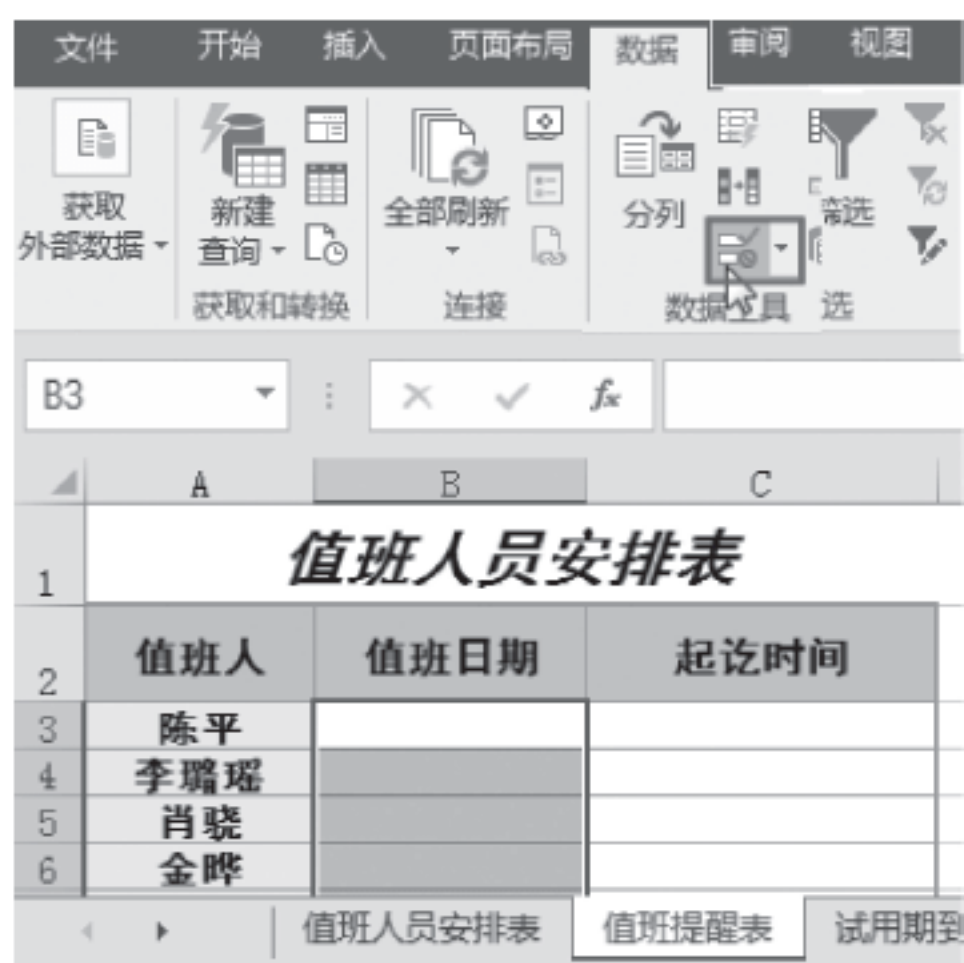 文件 开始 插入 页面布局 数据 审阅 视图
获取
外部数据
新建
查询
全部刷新
分列
筛选
获取和转换 连接 数据工具 选
B3 fx
A B C
1 值班人员安排表
2 值班人 值班日期 起讫时间
3 陈平
4 李璐瑶
5 肖骁
6 金晔
值班人员安排表 值班提醒表 试用期到